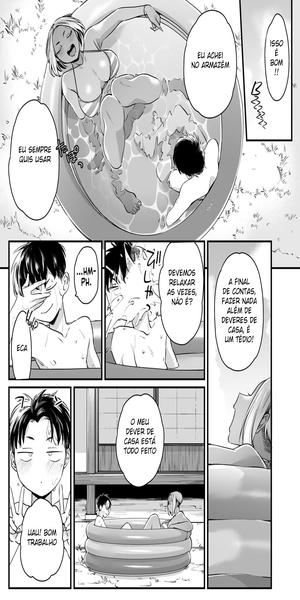 ISSO
É
BOM !!
EU ACHEI
NO ARMAZÉM
EU SEMPRE
QUIS USAR
A FINAL
DE CONTAS,
FAZER NADA
ALÉM DE
DEVERES DE
CASA, É
UM TÉDIO!
DEVEMOS
RELAXAR
AS VEZES,
NÃO É?
...HM-
PH.
ECA
O MEU
DEVER DE
CASA ESTÁ
TODO
FEITO
UAU! BOM
TRABALHO